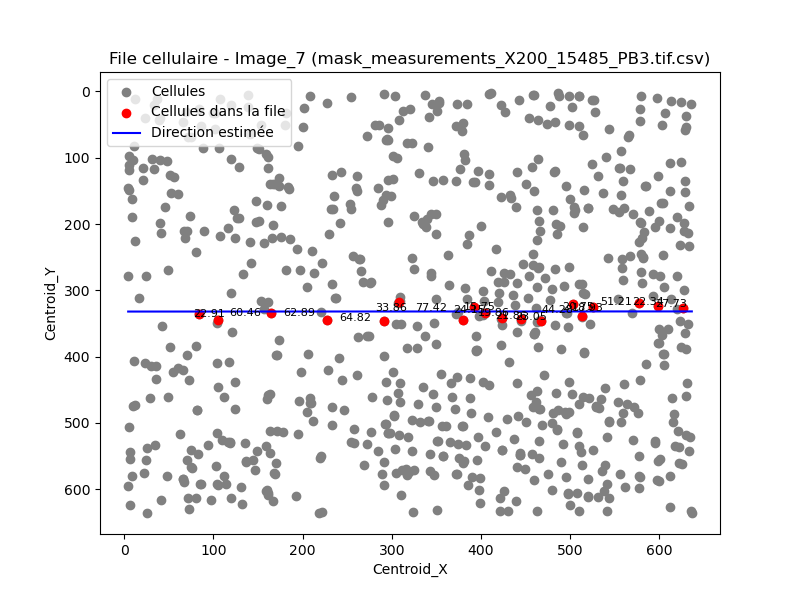 File cellulaire - Image_7 (mask_measurements_X200_15485_PB3.tif.csv)
Cellules
Cellules dans la file
Direction estimée
Centroid_Y
0
100
200
300
400
500
600
22.91 60.46 62.89 64.82 33.86 77.42 51.21 22.34
0 100 200 300 400 500 600
Centroid_X